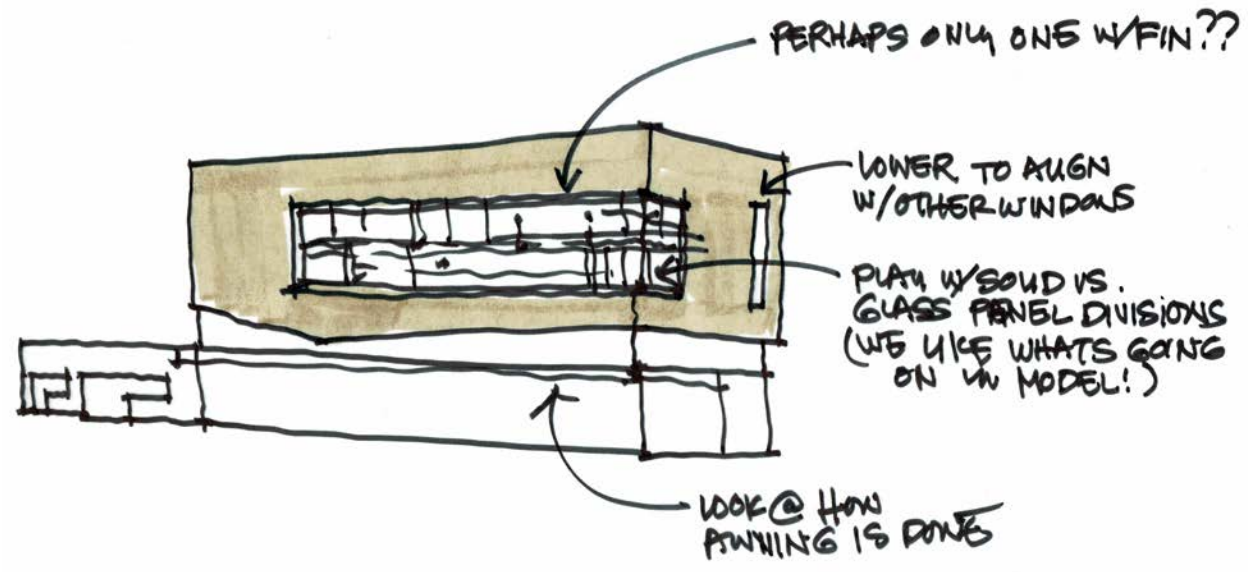 PERHAPS ONLY ONE W/FIN??
LOWER TO ALIGN
W/OTHER WINDOWS
PLAY W/SOLID VS.
GLASS PANEL DIVISIONS
(WE LIKE WHATS GOING
ON IN MODEL!)
LOOK @ HOW
AWNING IS DONE